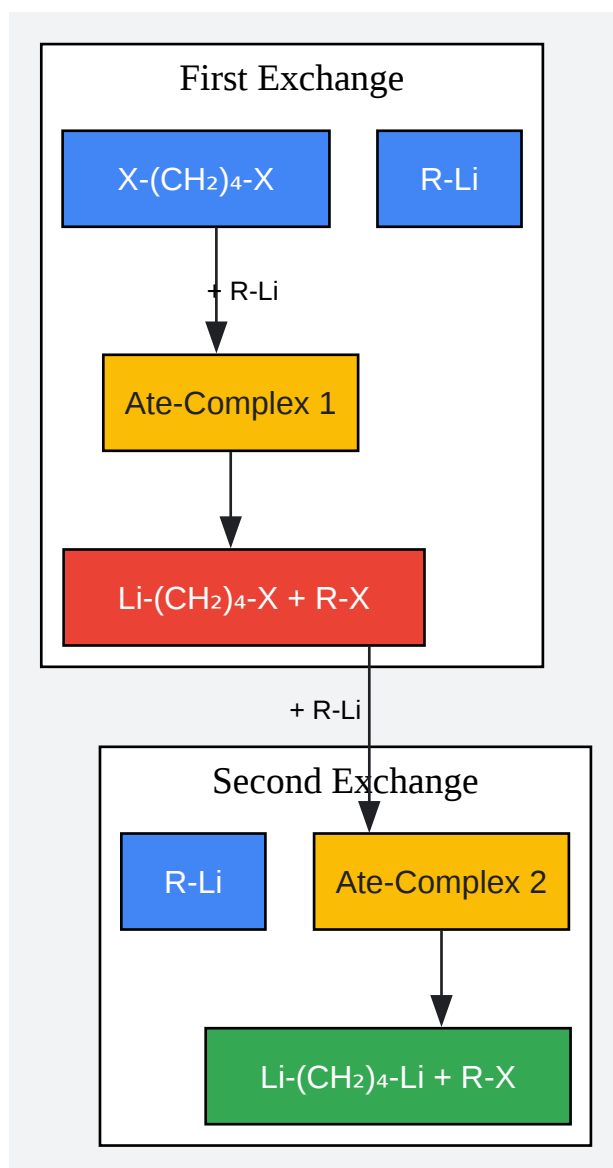 First Exchange
X-(CH₂)₄-X
R-Li
+ R-Li
Ate-Complex 1
Li-(CH₂)₄-X + R-X
+ R-Li
Second Exchange
R-Li
Ate-Complex 2
Li-(CH₂)₄-Li + R-X